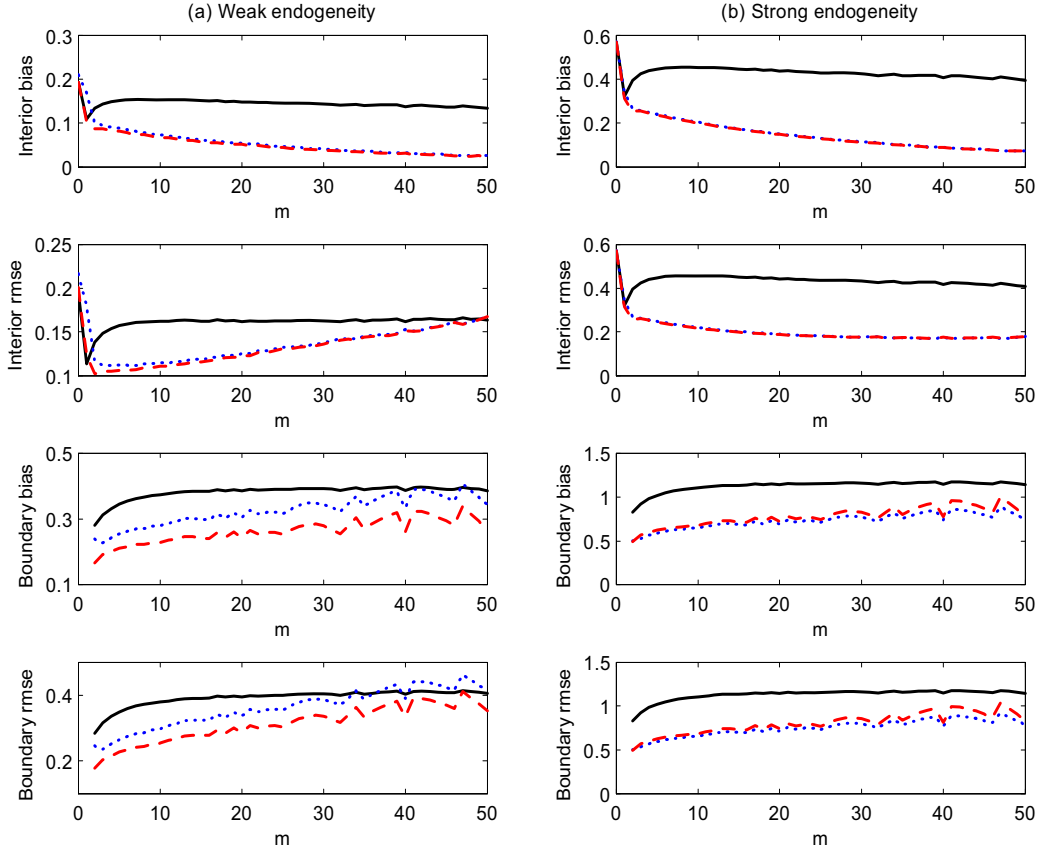 (a) Weak endogeneity
0.3
0.2
0.1
0
Interior bias
0 10 20 30 40 50
m
(b) Strong endogeneity
0.6
0.4
0.2
0
Interior bias
0 10 20 30 40 50
m
0.25
0.2
0.15
0.1
Interior rmse
0 10 20 30 40 50
m
0.6
0.4
0.2
0
Interior rmse
0 10 20 30 40 50
m
0.5
0.3
0.1
Boundary bias
0 10 20 30 40 50
m
1.5
1
0.5
0
Boundary bias
0 10 20 30 40 50
m
0.4
0.2
Boundary rmse
0 10 20 30 40 50
m
1.5
1
0.5
0
Boundary rmse
0 10 20 30 40 50
m